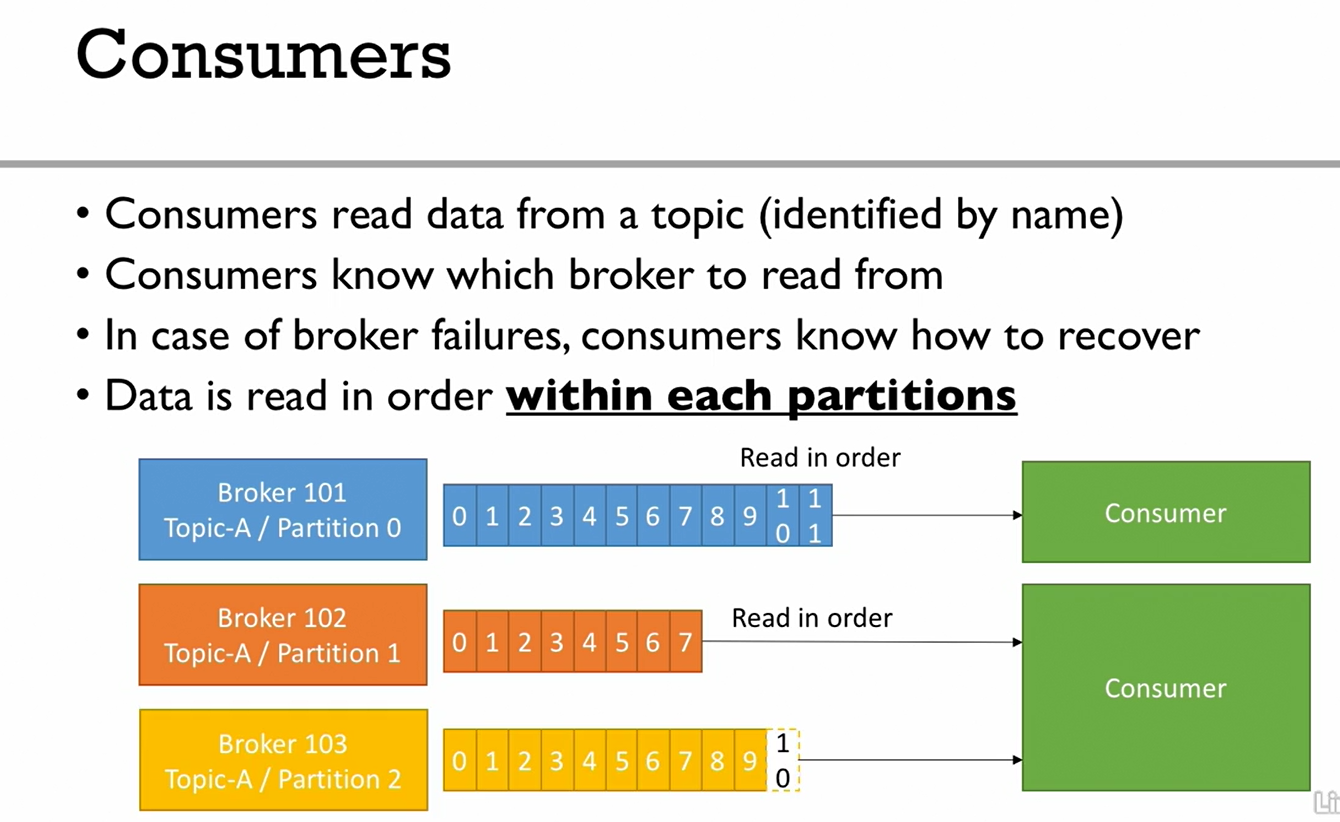 Consumers
• Consumers read data from a topic (identified by name)
• Consumers know which broker to read from
• In case of broker failures, consumers know how to recover
• Data is read in order within each partitions
Read in order
Broker 101
Topic-A / Partition 0
0 1 2 3 4 5 6 7 8 9 10 11
Consumer
Broker 102
Topic-A / Partition 1
0 1 2 3 4 5 6 7
Read in order
Consumer
Broker 103
Topic-A / Partition 2
0 1 2 3 4 5 6 7 8 9 10